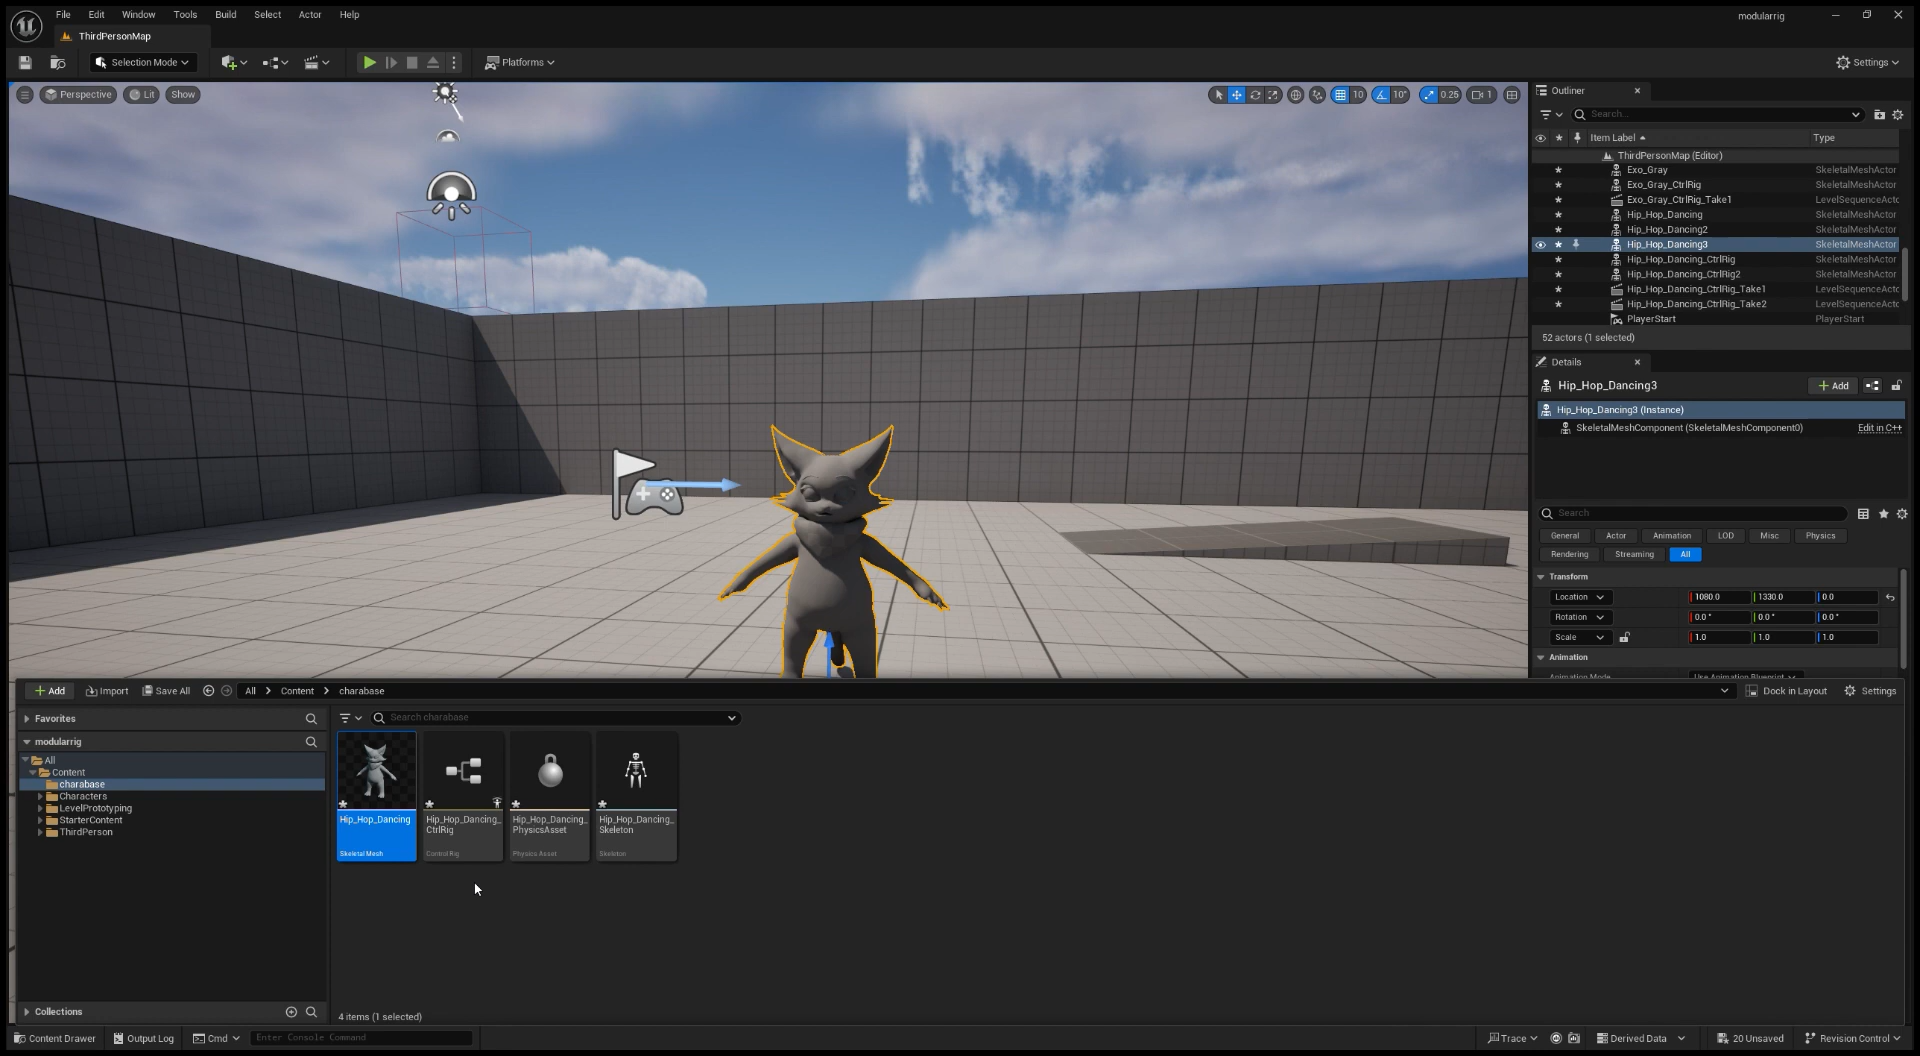 File Edit Window Tools Build Select Actor Help
modularrig
ThirdPersonMap
Selection Mode
Platforms
Settings
Perspective Lit Show
10 10° 0.25 1
Outliner
Search...
Item Label Type
ThirdPersonMap (Editor)
Exo_Gray SkeletalMeshActor
Exo_Gray_CtrlRig SkeletalMeshActor
Exo_Gray_CtrlRig_Take1 LevelSequenceActo
Hip_Hop_Dancing SkeletalMeshActor
Hip_Hop_Dancing2 SkeletalMeshActor
Hip_Hop_Dancing3 SkeletalMeshActor
Hip_Hop_Dancing_CtrlRig SkeletalMeshActor
Hip_Hop_Dancing_CtrlRig2 SkeletalMeshActor
Hip_Hop_Dancing_CtrlRig_Take1 LevelSequenceActo
Hip_Hop_Dancing_CtrlRig_Take2 LevelSequenceActo
PlayerStart PlayerStart
52 actors (1 selected)
Details
Hip_Hop_Dancing3
Add
Hip_Hop_Dancing3 (Instance)
SkeletalMeshComponent (SkeletalMeshComponent0) Edit in C++
Search
General Actor Animation LOD Misc Physics
Rendering Streaming All
Transform
Location 1080.0 1330.0 0.0
Rotation 0.0 ° 0.0 ° 0.0 °
Scale 1.0 1.0 1.0
Animation
Animation Mode Use Animation Blueprint
Add Import Save All All Content charabase
Dock in Layout Settings
Favorites
Search charabase
modularrig
All
Content
charabase
Characters
LevelPrototyping
StarterContent
ThirdPerson
Hip_Hop_Dancing
Skeletal Mesh
Hip_Hop_Dancing_
CtrlRig
Control Rig
Hip_Hop_Dancing_
PhysicsAsset
Physics Asset
Hip_Hop_Dancing_
Skeleton
Skeleton
Collections
4 items (1 selected)
Content Drawer Output Log Cmd Enter Console Command
Trace Derived Data 20 Unsaved Revision Control